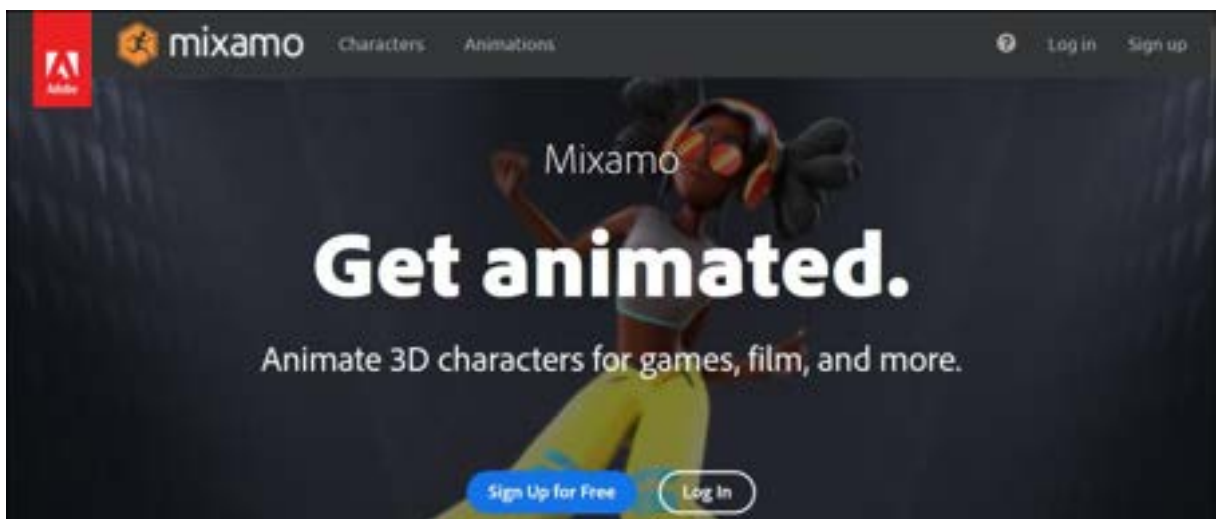 Adobe
mixamo Characters Animations Log in Sign up
Mixamo
Get animated.
Animate 3D characters for games, film, and more.
Sign Up for Free Log In